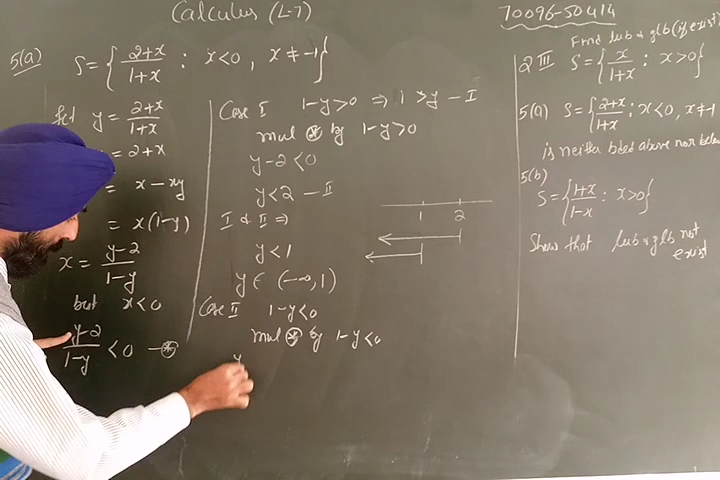 Calculus (L-7)
70096-50414
5(a)
S = { 2+x / 1+x : x<0, x ≠ -1 }
Let y = 2+x / 1+x
= 2+x
= x - xy
= x(1-y)
x = y-2 / 1-y
but x<0
y-2 / 1-y < 0 - ⊛
Case I 1-y>0 ⇒ 1>y - I
mul ⊛ by 1-y>0
y-2<0
y<2 - II
I & II ⇒
y<1
y ∈ (-∞, 1)
Case II 1-y<0
mul ⊛ by 1-y<0
y
1 2
Find lub & glb (if exist)
2 III S = { x / 1+x : x>0 }
5(a) S = { 2+x / 1+x : x<0, x≠-1
is neither bded above nor below
5(b)
S = { 1+x / 1-x : x>0 }
Show that lub & glb not
exist